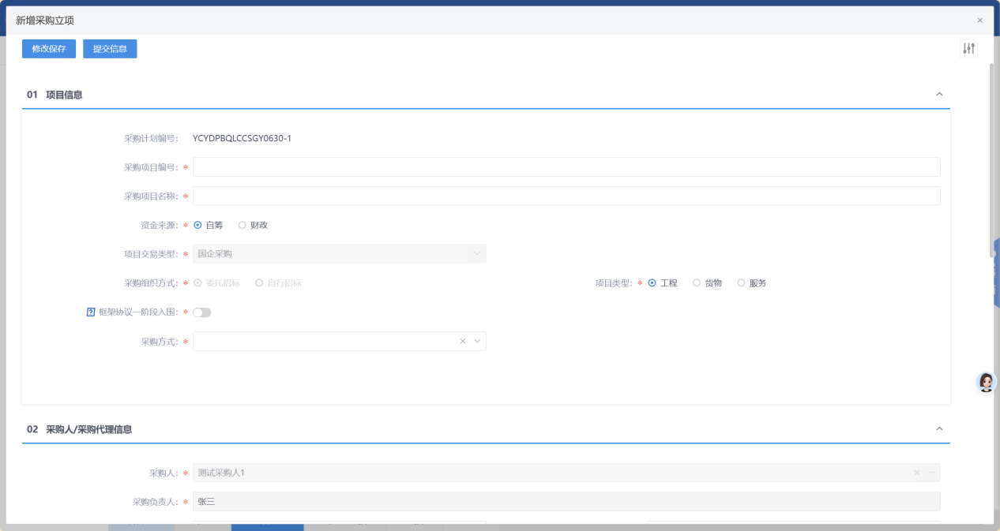 新增采购立项
修改保存 提交信息
01 项目信息
采购计划编号： YCYDPBQLCCSGY0630-1
采购项目编号： *
采购项目名称： *
资金来源： * 自筹 财政
项目交易类型： * 国企采购
采购组织方式： * 委托招标 自行招标 项目类型： * 工程 货物 服务
框架协议一阶段入围： *
采购方式： *
02 采购人/采购代理信息
采购人： * 测试采购人1
采购负责人： * 张三